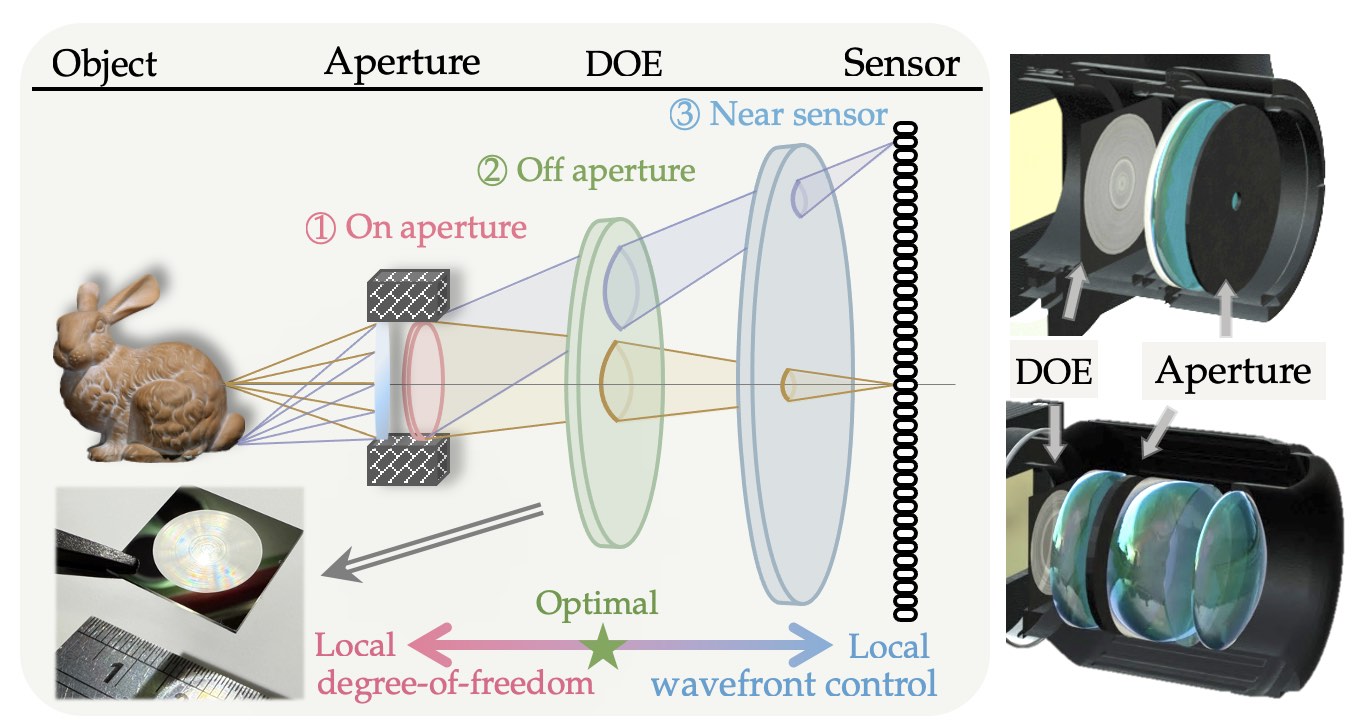 Object
Aperture
DOE
Sensor
③ Near sensor
② Off aperture
① On aperture
DOE
Aperture
Optimal
Local
degree-of-freedom
Local
wavefront control
1